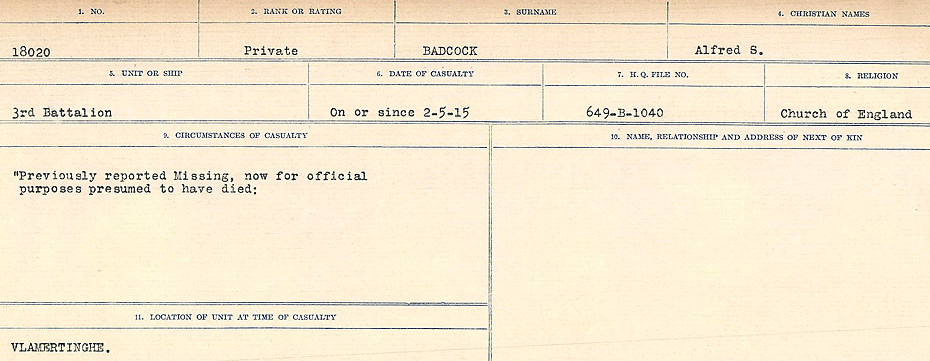 1. NO. 2. RANK OR RATING 3. SURNAME 4. CHRISTIAN NAMES
18020 Private BADCOCK Alfred S.
5. UNIT OR SHIP 6. DATE OF CASUALTY 7. H. Q. FILE NO. 8. RELIGION
3rd Battalion On or since 2-5-15 649-B-1040 Church of England
9. CIRCUMSTANCES OF CASUALTY 10. NAME, RELATIONSHIP AND ADDRESS OF NEXT OF KIN
"Previously reported Missing, now for official
purposes presumed to have died:
11. LOCATION OF UNIT AT TIME OF CASUALTY
VLAMERTINGHE.